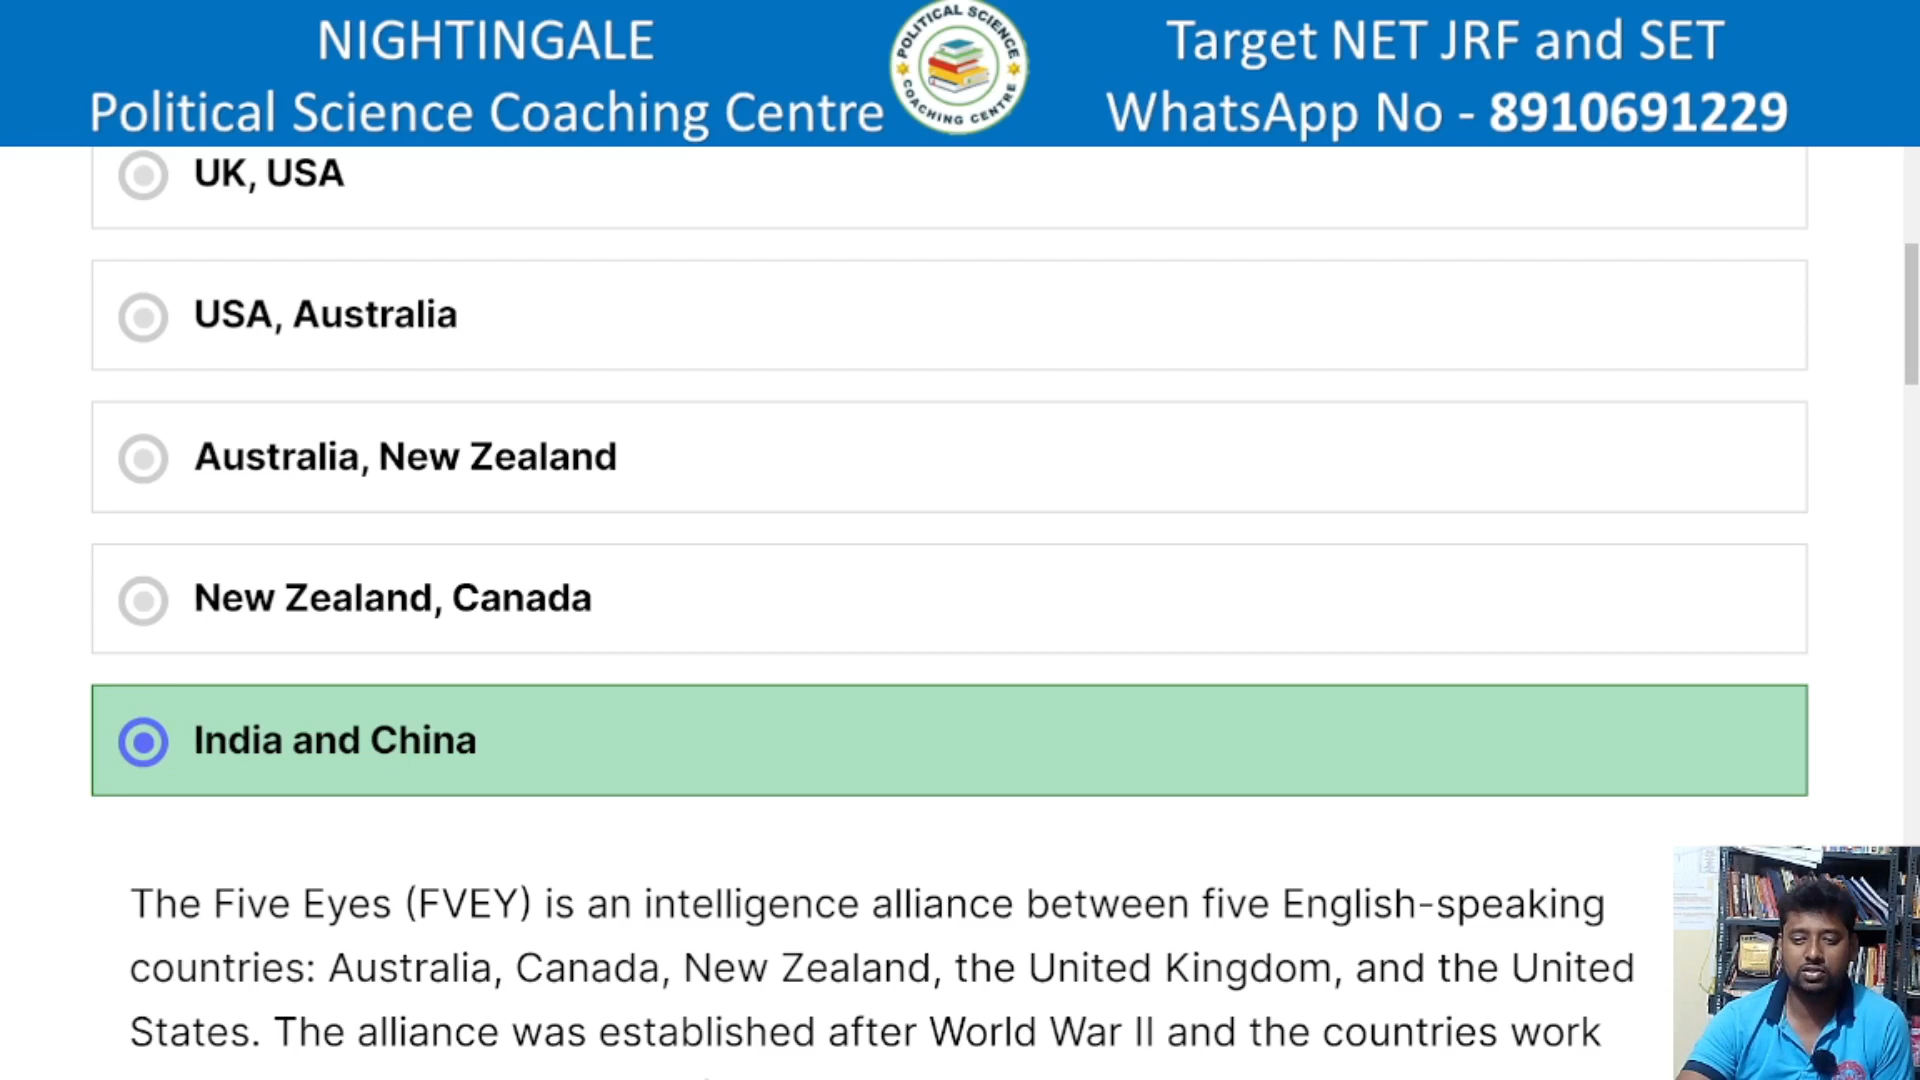 NIGHTINGALE
Political Science Coaching Centre
POLITICAL SCIENCE
COACHING CENTRE
Target NET JRF and SET
WhatsApp No - 8910691229
UK, USA
USA, Australia
Australia, New Zealand
New Zealand, Canada
India and China
The Five Eyes (FVEY) is an intelligence alliance between five English-speaking
countries: Australia, Canada, New Zealand, the United Kingdom, and the United
States. The alliance was established after World War II and the countries work